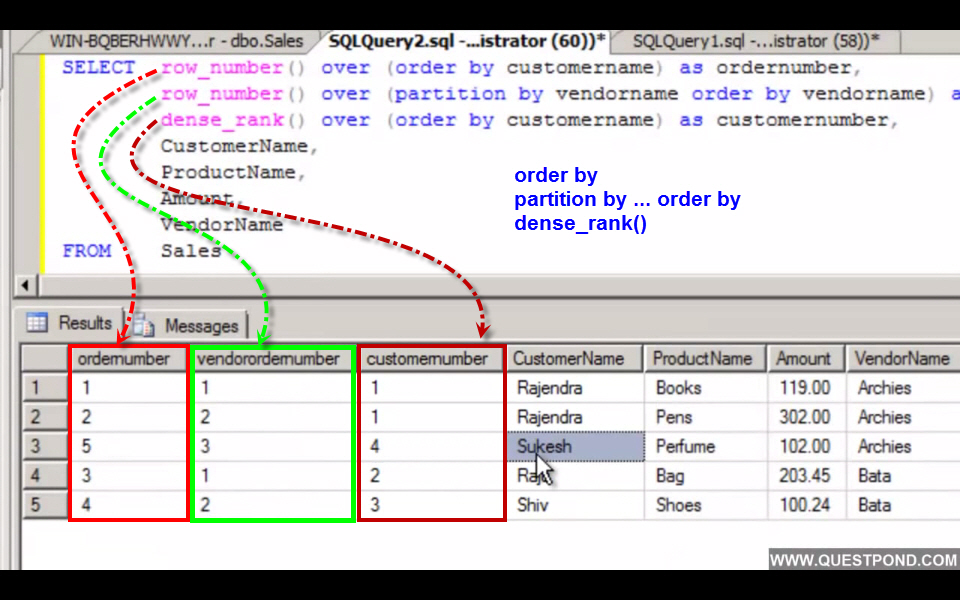 WIN-BQBERHWWY...r - dbo.Sales SQLQuery2.sql -...istrator (60))* SQLQuery1.sql -...istrator (58))*
SELECT row_number() over (order by customername) as ordernumber,
row_number() over (partition by vendorname order by vendorname) a
dense_rank() over (order by customername) as customernumber,
CustomerName,
ProductName,
Amount,
VendorName
FROM Sales
order by
partition by ... order by
dense_rank()
Results Messages
ordernumber vendorordernumber customernumber CustomerName ProductName Amount VendorName
1 1 1 1 Rajendra Books 119.00 Archies
2 2 2 1 Rajendra Pens 302.00 Archies
3 5 3 4 Sukesh Perfume 102.00 Archies
4 3 1 2 Bag 203.45 Bata
5 4 2 3 Shiv Shoes 100.24 Bata
WWW.QUESTPOND.COM